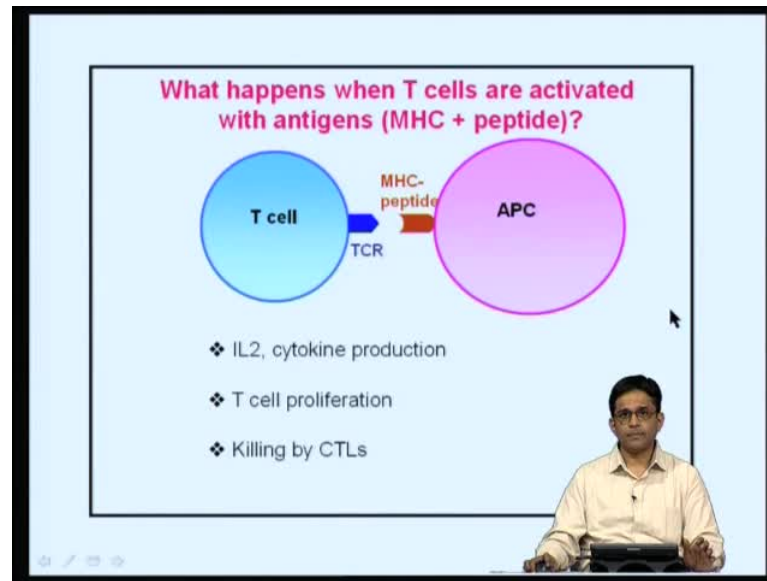 What happens when T cells are activated
with antigens (MHC + peptide)?
T cell
MHC-
peptide
APC
TCR
❖ IL2, cytokine production
❖ T cell proliferation
❖ Killing by CTLs